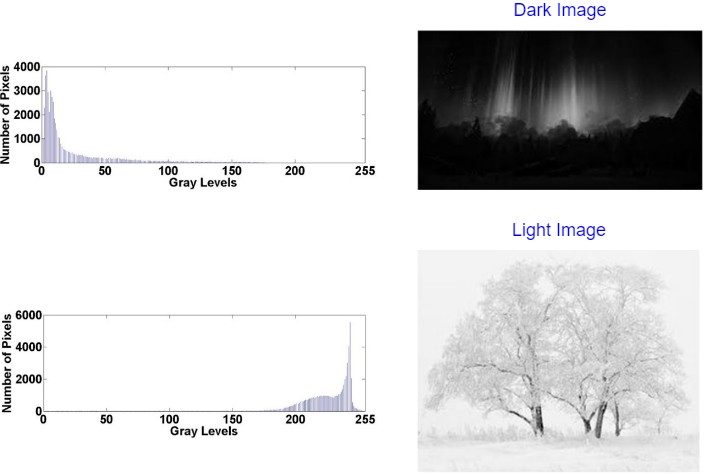 Dark Image
Number of Pixels
4000
3000
2000
1000
0
0 50 100 150 200 255
Gray Levels
Light Image
Number of Pixels
6000
4000
2000
0
0 50 100 150 200 255
Gray Levels